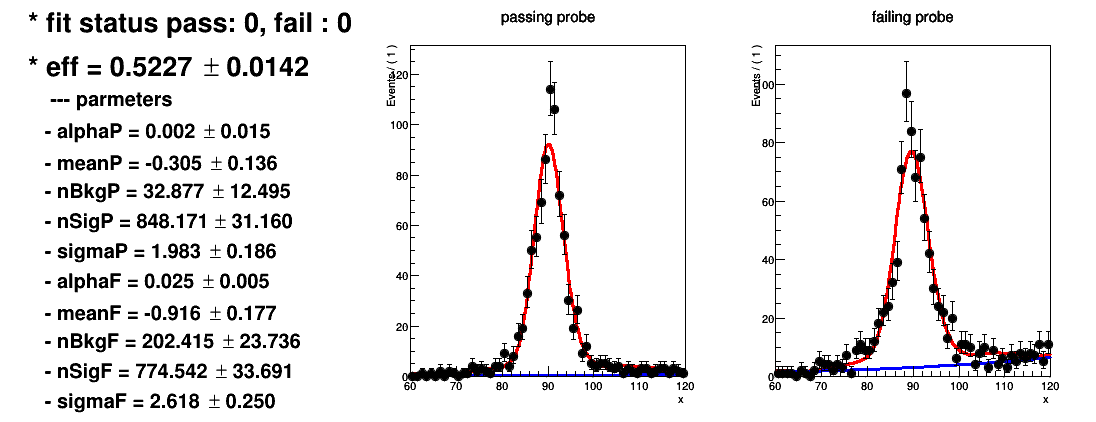 * fit status pass: 0, fail : 0
* eff = 0.5227 ± 0.0142
--- parmeters
- alphaP = 0.002 ± 0.015
- meanP = -0.305 ± 0.136
- nBkgP = 32.877 ± 12.495
- nSigP = 848.171 ± 31.160
- sigmaP = 1.983 ± 0.186
- alphaF = 0.025 ± 0.005
- meanF = -0.916 ± 0.177
- nBkgF = 202.415 ± 23.736
- nSigF = 774.542 ± 33.691
- sigmaF = 2.618 ± 0.250
passing probe
Events / ( 1 )
120
100
80
60
40
20
0
60 70 80 90 100 110 120
x
failing probe
Events / ( 1 )
100
80
60
40
20
0
60 70 80 90 100 110 120
x